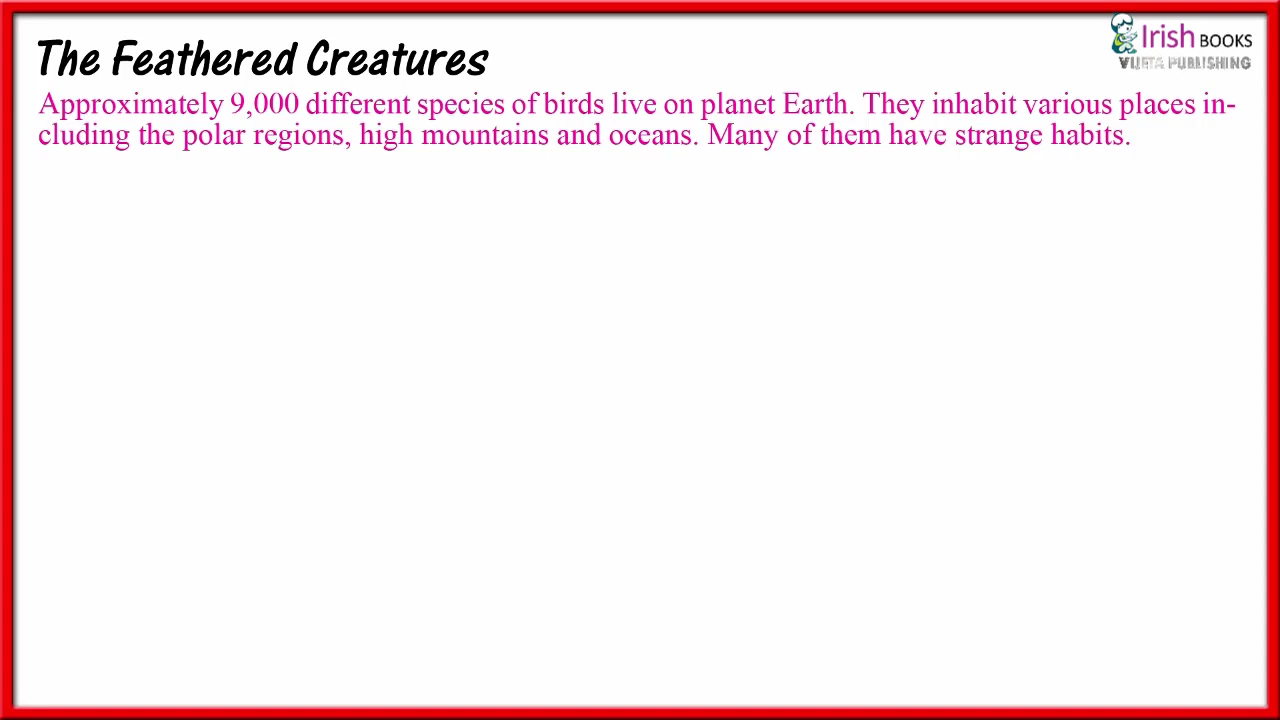 The Feathered Creatures
Irish BOOKS
VIJETA PUBLISHING
Approximately 9,000 different species of birds live on planet Earth. They inhabit various places in-
cluding the polar regions, high mountains and oceans. Many of them have strange habits.